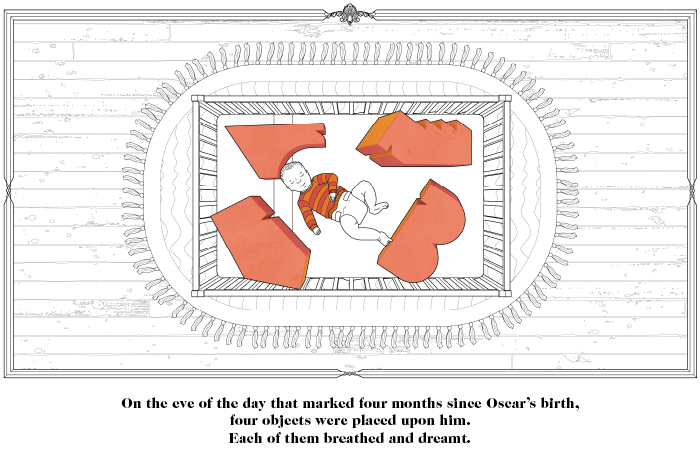 On the eve of the day that marked four months since Oscar's birth,
four objects were placed upon him.
Each of them breathed and dreamt.